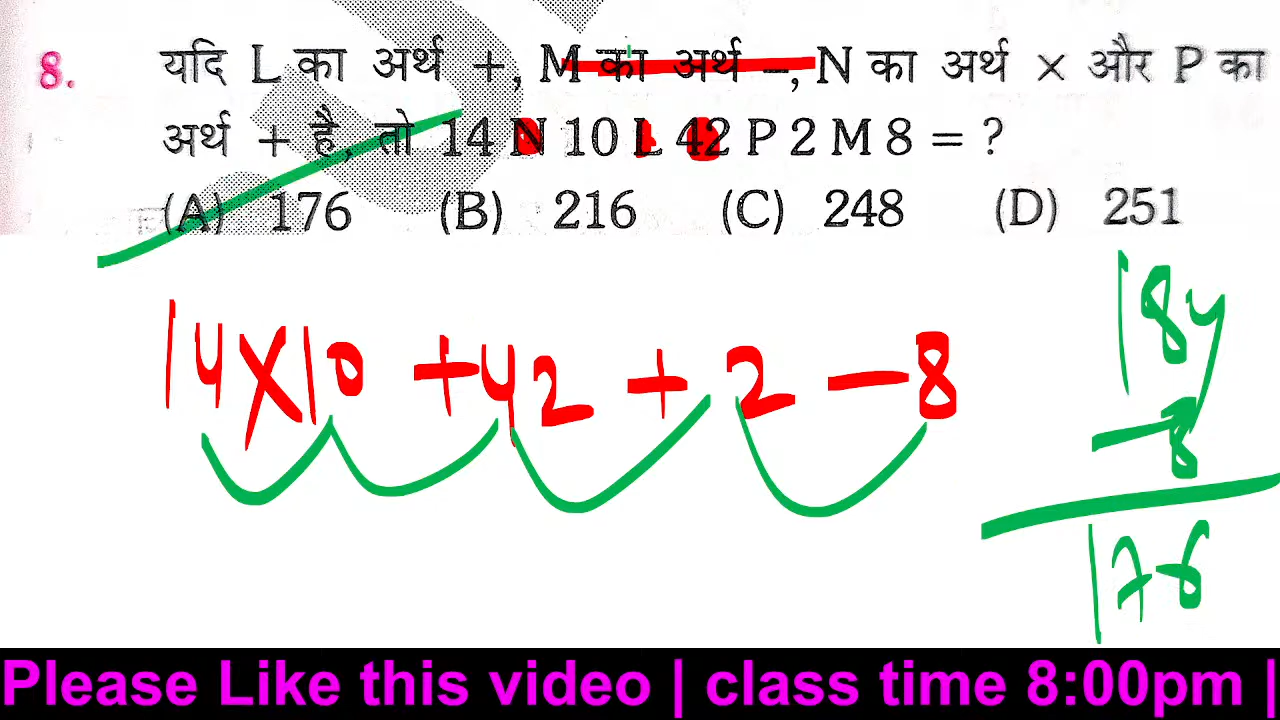 8. यदि L का अर्थ +, M का अर्थ –, N का अर्थ × और P का
अर्थ + है, तो 14 N 10 L 42 P 2 M 8 = ?
(A) 176 (B) 216 (C) 248 (D) 251
14×10 +42 + 2 – 8
184
– 8
176
Please Like this video | class time 8:00pm |